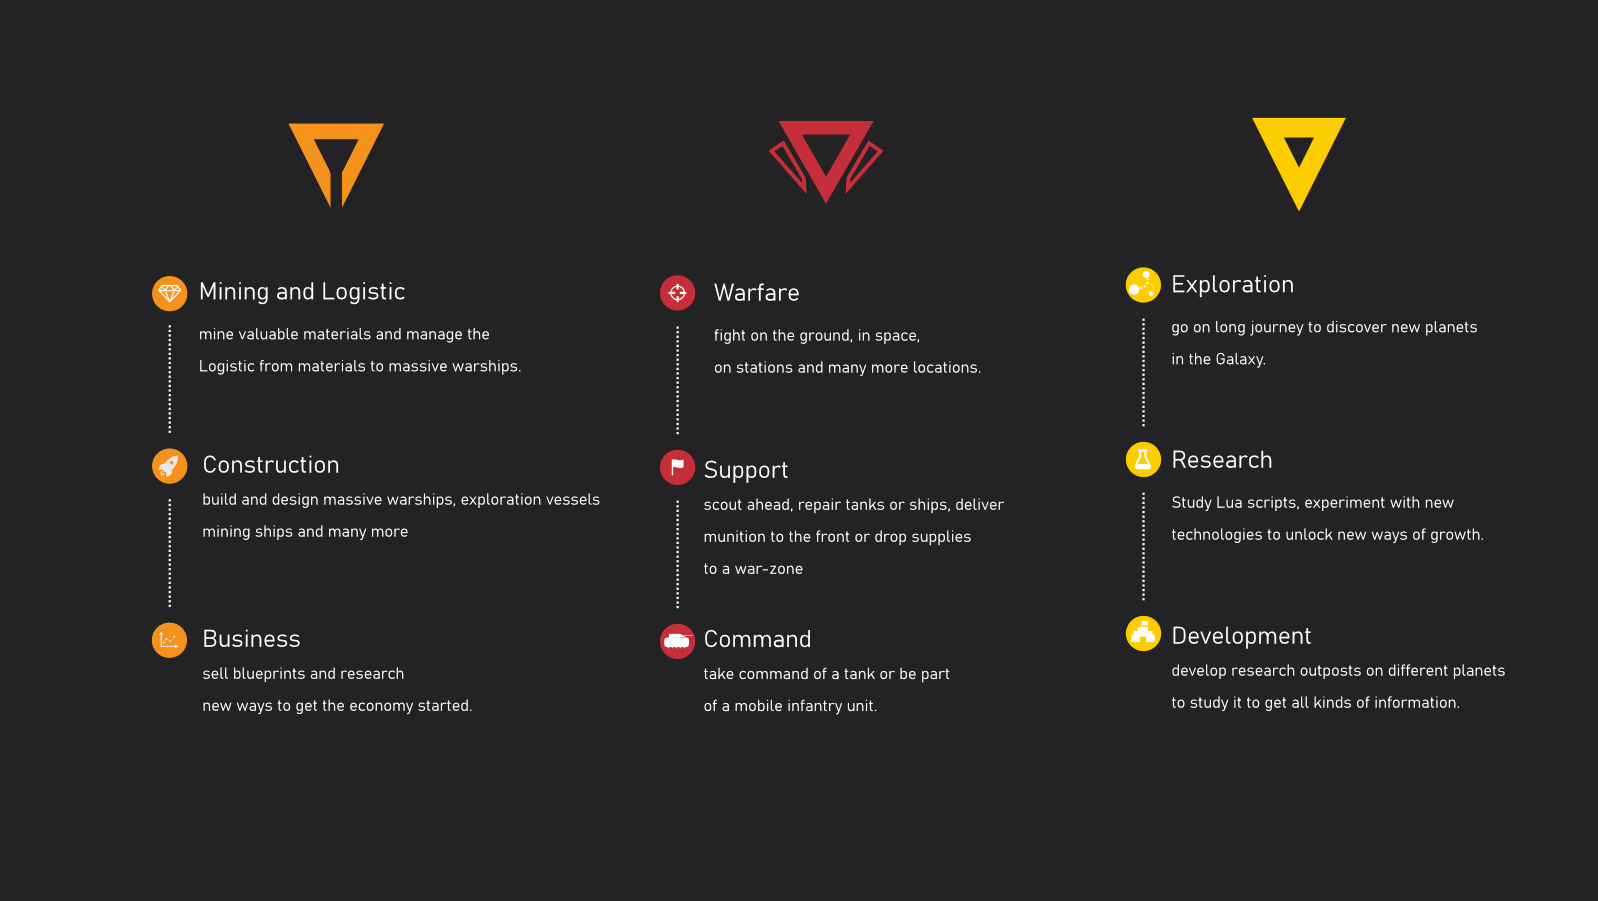 Mining and Logistic
mine valuable materials and manage the
Logistic from materials to massive warships.
Construction
build and design massive warships, exploration vessels
mining ships and many more
Business
sell blueprints and research
new ways to get the economy started.
Warfare
fight on the ground, in space,
on stations and many more locations.
Support
scout ahead, repair tanks or ships, deliver
munition to the front or drop supplies
to a war-zone
Command
take command of a tank or be part
of a mobile infantry unit.
Exploration
go on long journey to discover new planets
in the Galaxy.
Research
Study Lua scripts, experiment with new
technologies to unlock new ways of growth.
Development
develop research outposts on different planets
to study it to get all kinds of information.